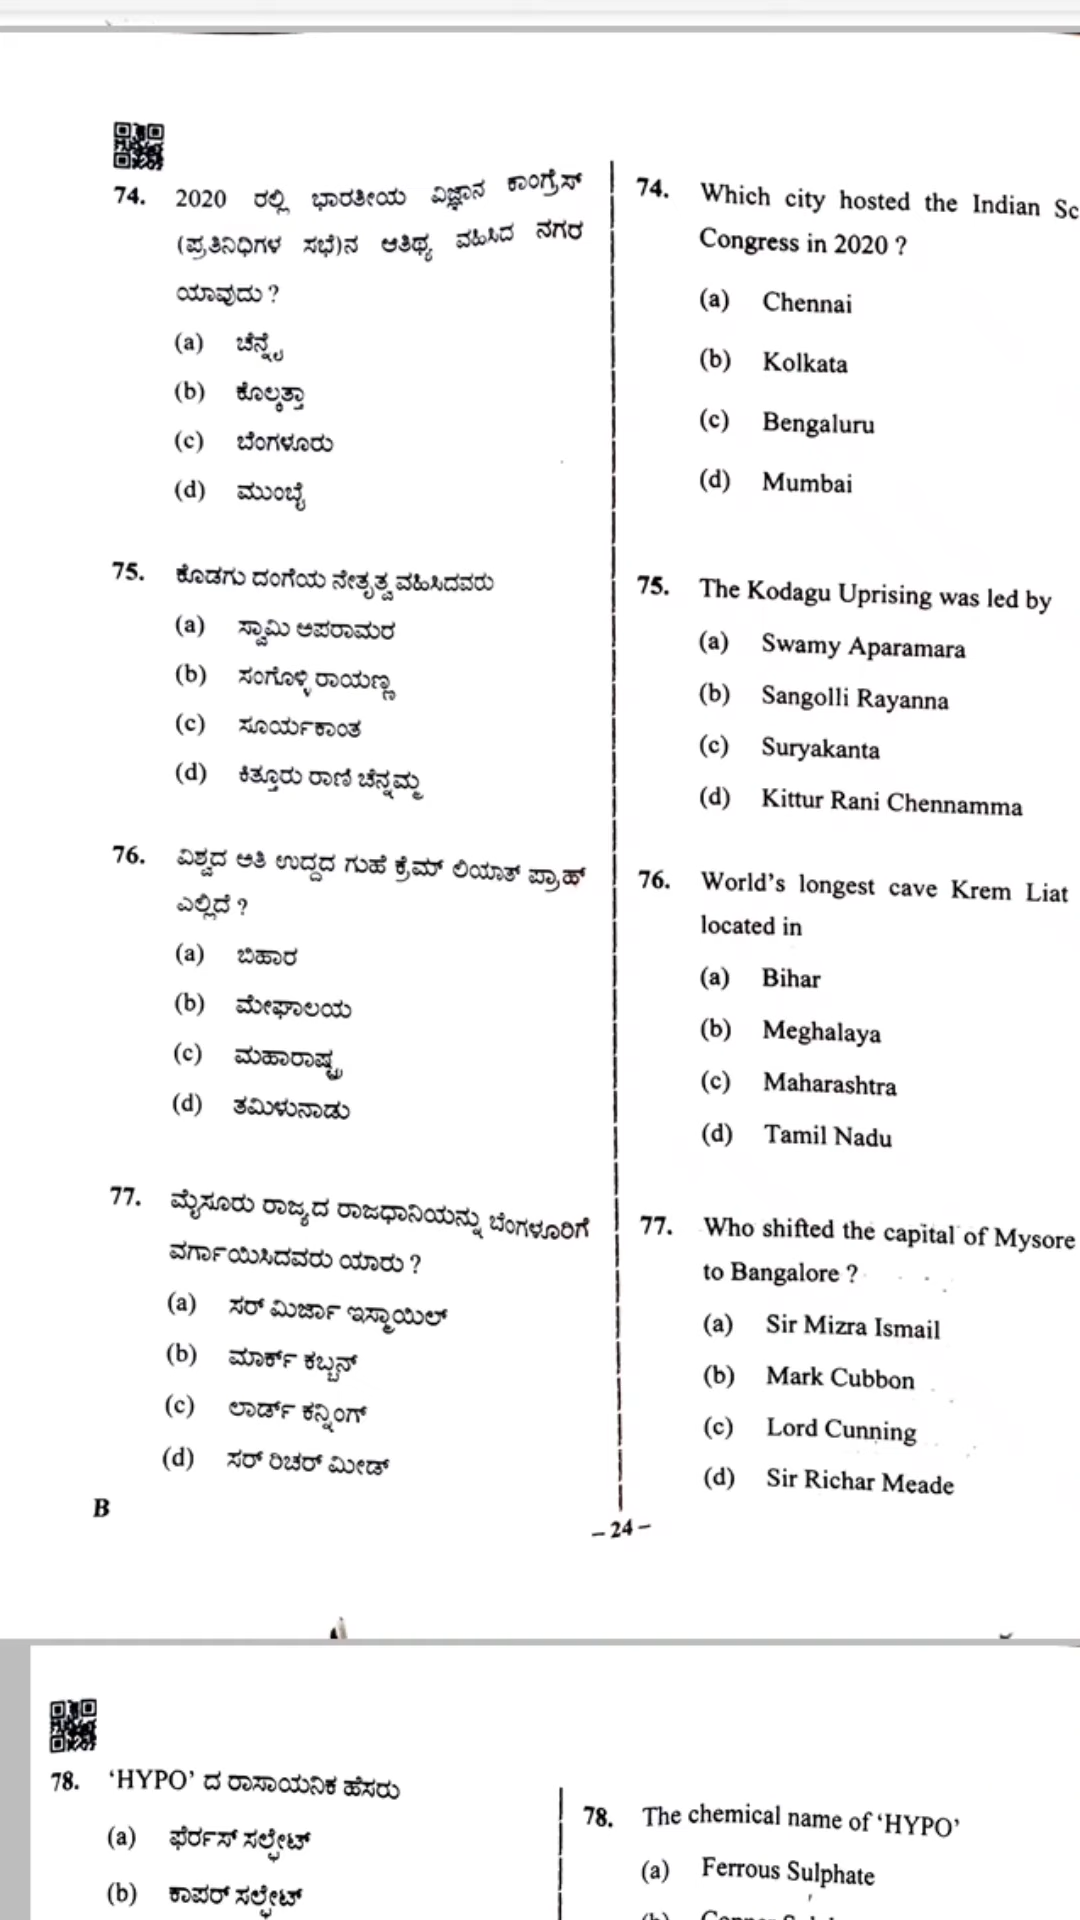 74. 2020 ರಲ್ಲಿ ಭಾರತೀಯ ವಿಜ್ಞಾನ ಕಾಂಗ್ರೆಸ್
(ಪ್ರತಿನಿಧಿಗಳ ಸಭೆ)ನ ಆತಿಥ್ಯ ವಹಿಸಿದ ನಗರ
ಯಾವುದು ?
(a) ಚೆನ್ನೈ
(b) ಕೊಲ್ಕತ್ತಾ
(c) ಬೆಂಗಳೂರು
(d) ಮುಂಬೈ
75. ಕೊಡಗು ದಂಗೆಯ ನೇತೃತ್ವ ವಹಿಸಿದವರು
(a) ಸ್ವಾಮಿ ಅಪರಾಮರ
(b) ಸಂಗೊಳ್ಳಿ ರಾಯಣ್ಣ
(c) ಸೂರ್ಯಕಾಂತ
(d) ಕಿತ್ತೂರು ರಾಣಿ ಚೆನ್ನಮ್ಮ
76. ವಿಶ್ವದ ಅತಿ ಉದ್ದದ ಗುಹೆ ಕ್ರೆಮ್ ಲಿಯಾತ್ ಪ್ರಾಹ್
ಎಲ್ಲಿದೆ ?
(a) ಬಿಹಾರ
(b) ಮೇಘಾಲಯ
(c) ಮಹಾರಾಷ್ಟ್ರ
(d) ತಮಿಳುನಾಡು
77. ಮೈಸೂರು ರಾಜ್ಯದ ರಾಜಧಾನಿಯನ್ನು ಬೆಂಗಳೂರಿಗೆ
ವರ್ಗಾಯಿಸಿದವರು ಯಾರು ?
(a) ಸರ್ ಮಿರ್ಜಾ ಇಸ್ಮಾಯಿಲ್
(b) ಮಾರ್ಕ್ ಕಬ್ಬನ್
(c) ಲಾರ್ಡ್ ಕನ್ನಿಂಗ್
(d) ಸರ್ ರಿಚರ್ ಮೀಡ್
B
74. Which city hosted the Indian Sc
Congress in 2020 ?
(a) Chennai
(b) Kolkata
(c) Bengaluru
(d) Mumbai
75. The Kodagu Uprising was led by
(a) Swamy Aparamara
(b) Sangolli Rayanna
(c) Suryakanta
(d) Kittur Rani Chennamma
76. World's longest cave Krem Liat
located in
(a) Bihar
(b) Meghalaya
(c) Maharashtra
(d) Tamil Nadu
77. Who shifted the capital of Mysore
to Bangalore ?
(a) Sir Mizra Ismail
(b) Mark Cubbon
(c) Lord Cunning
(d) Sir Richar Meade
– 24 –
78. 'HYPO' ದ ರಾಸಾಯನಿಕ ಹೆಸರು
(a) ಫೆರ್ರಸ್ ಸಲ್ಫೇಟ್
(b) ಕಾಪರ್ ಸಲ್ಫೇಟ್
78. The chemical name of 'HYPO'
(a) Ferrous Sulphate